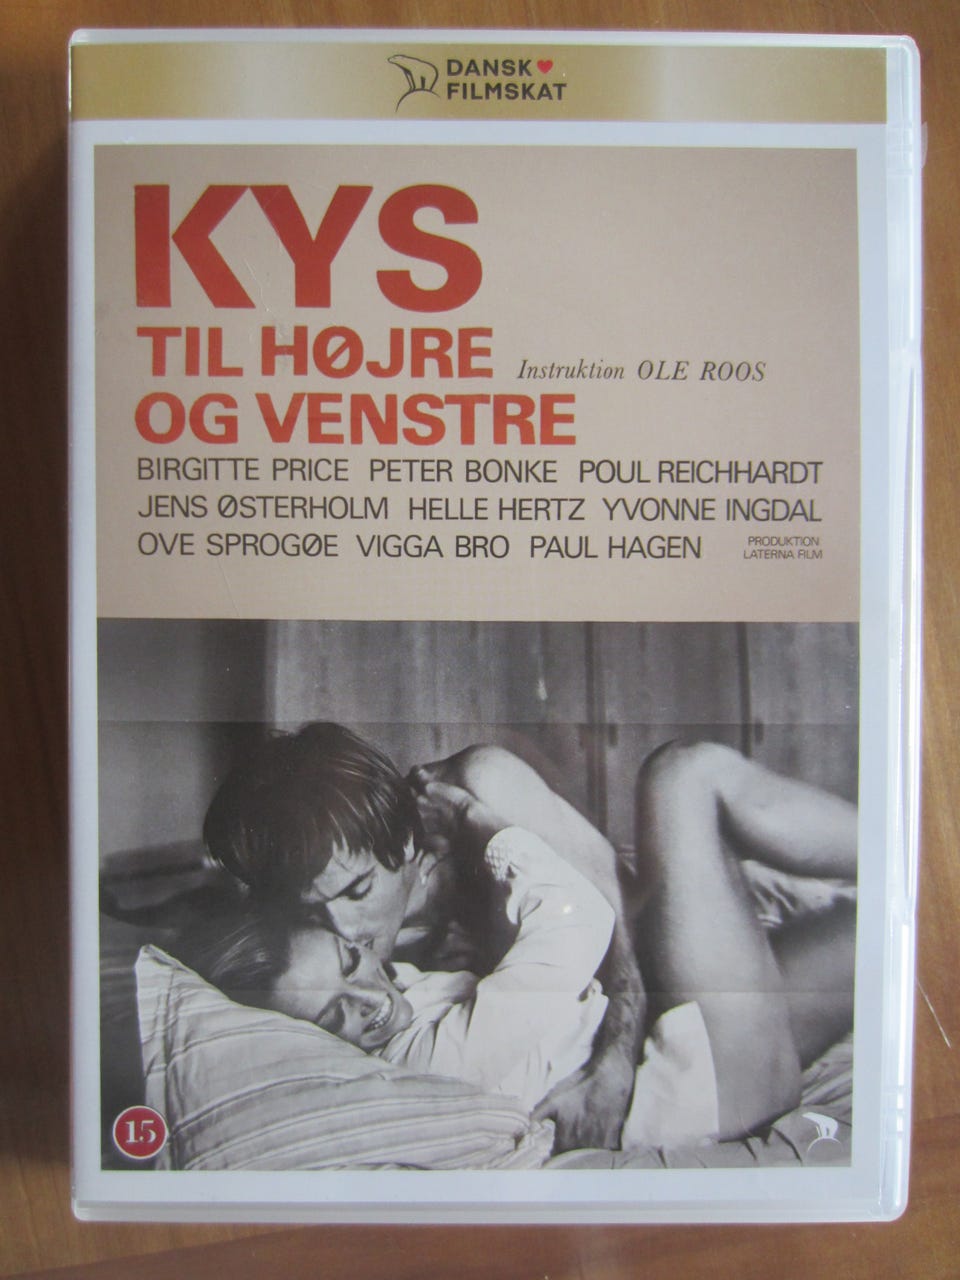 DANSK
FILMSKAT
KYS
TIL HØJRE
OG VENSTRE
Instruktion OLE ROOS
BIRGITTE PRICE PETER BONKE POUL REICHHARDT
JENS ØSTERHOLM HELLE HERTZ YVONNE INGDAL
OVE SPROGØE VIGGA BRO PAUL HAGEN
PRODUKTION
LATERNA FILM
15